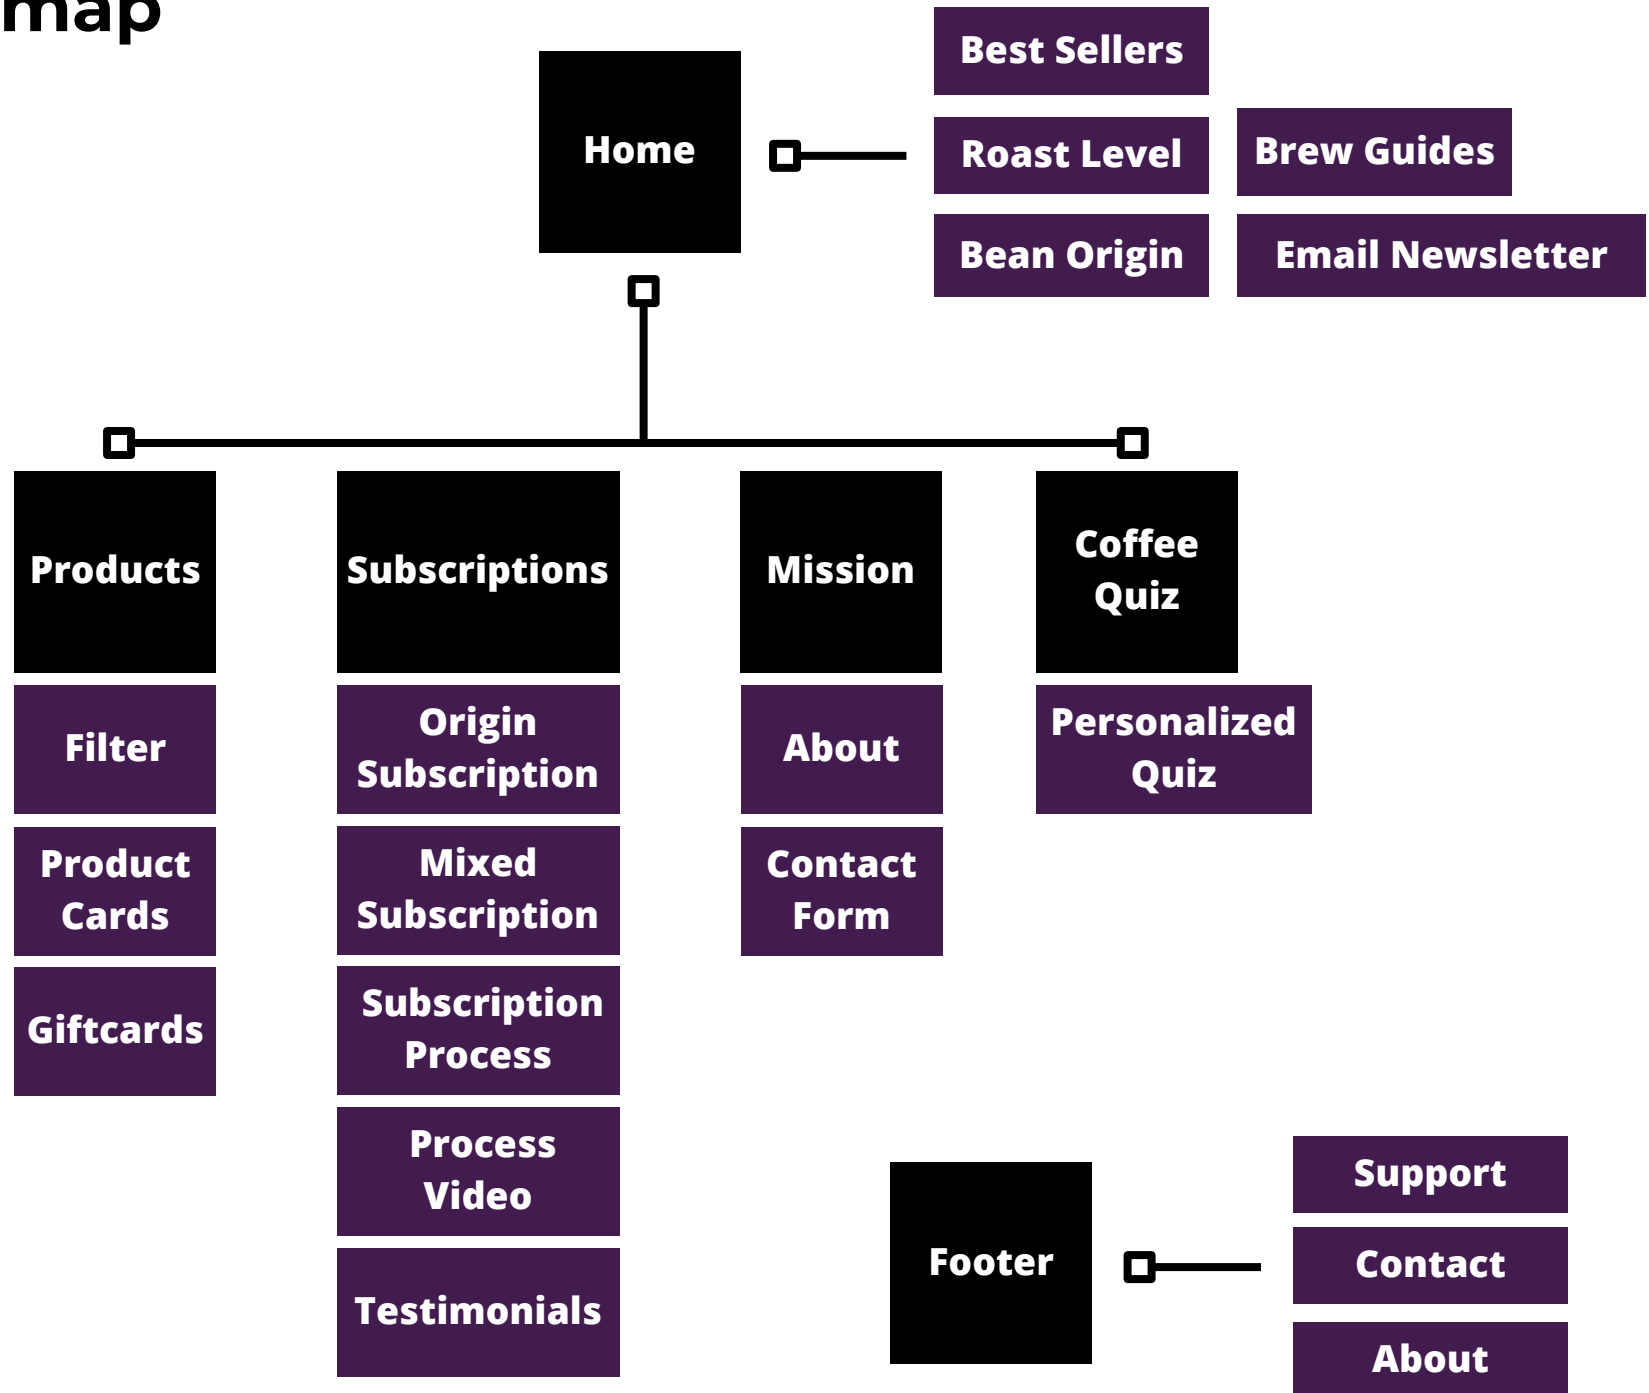 map
Home
Best Sellers
Roast Level
Bean Origin
Brew Guides
Email Newsletter
Products
Filter
Product
Cards
Giftcards
Subscriptions
Origin
Subscription
Mixed
Subscription
Subscription
Process
Process
Video
Testimonials
Mission
About
Contact
Form
Coffee
Quiz
Personalized
Quiz
Footer
Support
Contact
About